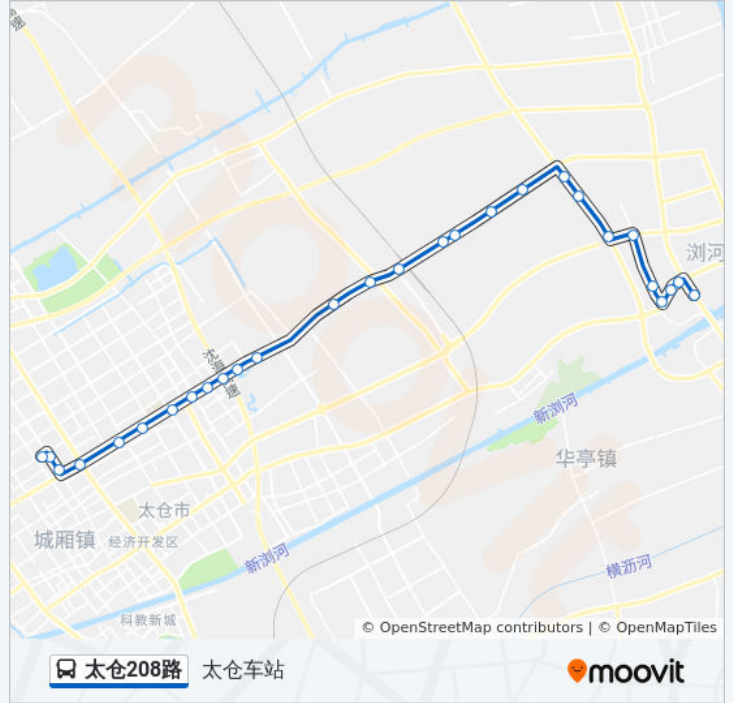 速
浏河
沈海高速
新浏河
华亭镇
太仓市
城厢镇
经济开发区
新浏河
横沥河
科教新城
© OpenStreetMap contributors | © OpenMapTiles
太仓208路 太仓车站
moovit